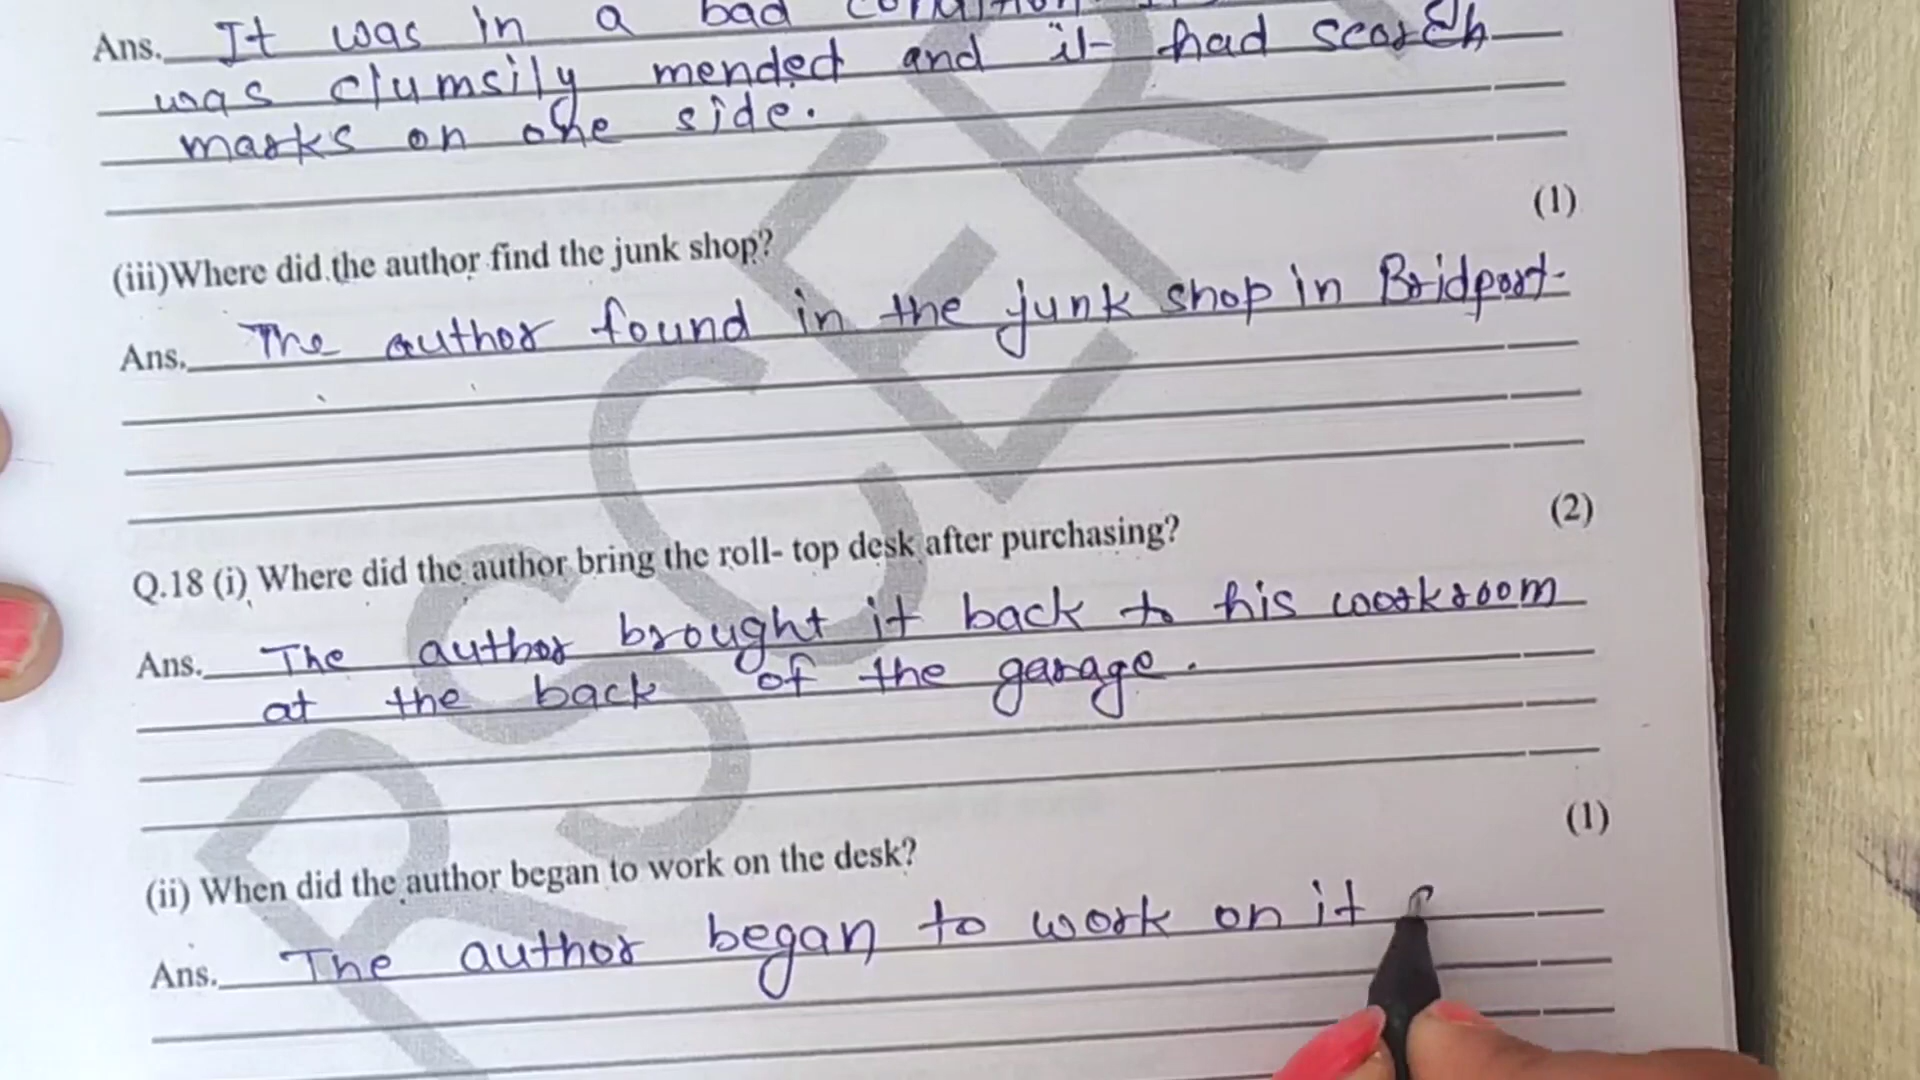 Ans. It was in a bad
was clumsily mended and it had scorch
marks on one side.
(1)
(iii)Where did the author find the junk shop?
Ans. The author found in the junk shop in Bridport.
(2)
Q.18 (i) Where did the author bring the roll- top desk after purchasing?
Ans. The author brought it back to his workroom
at the back of the garage.
(1)
(ii) When did the author began to work on the desk?
Ans. The author began to work on it
RSCERT